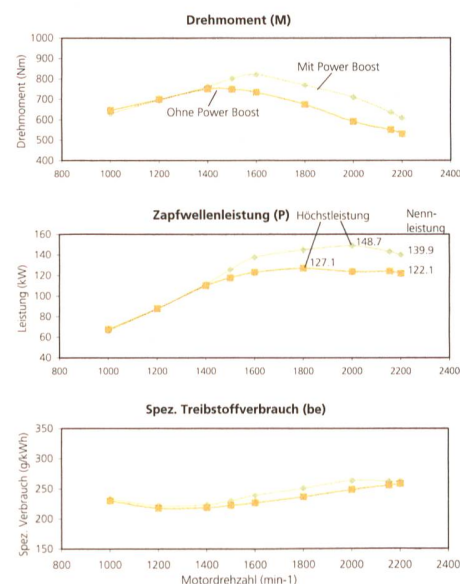 Drehmoment (M)
Drehmoment (Nm)
1000
900
800
700
600
500
400
Mit Power Boost
Ohne Power Boost
800 1000 1200 1400 1600 1800 2000 2200 2400
Zapfwellenleistung (P)
Leistung (kW)
160
140
120
100
80
60
40
Höchstleistung
Nenn-
leistung
148.7
139.9
127.1
122.1
800 1000 1200 1400 1600 1800 2000 2200 2400
Spez. Treibstoffverbrauch (be)
Spez. Verbrauch (g/kWh)
350
300
250
200
150
800 1000 1200 1400 1600 1800 2000 2200 2400
Motordrehzahl (min-1)